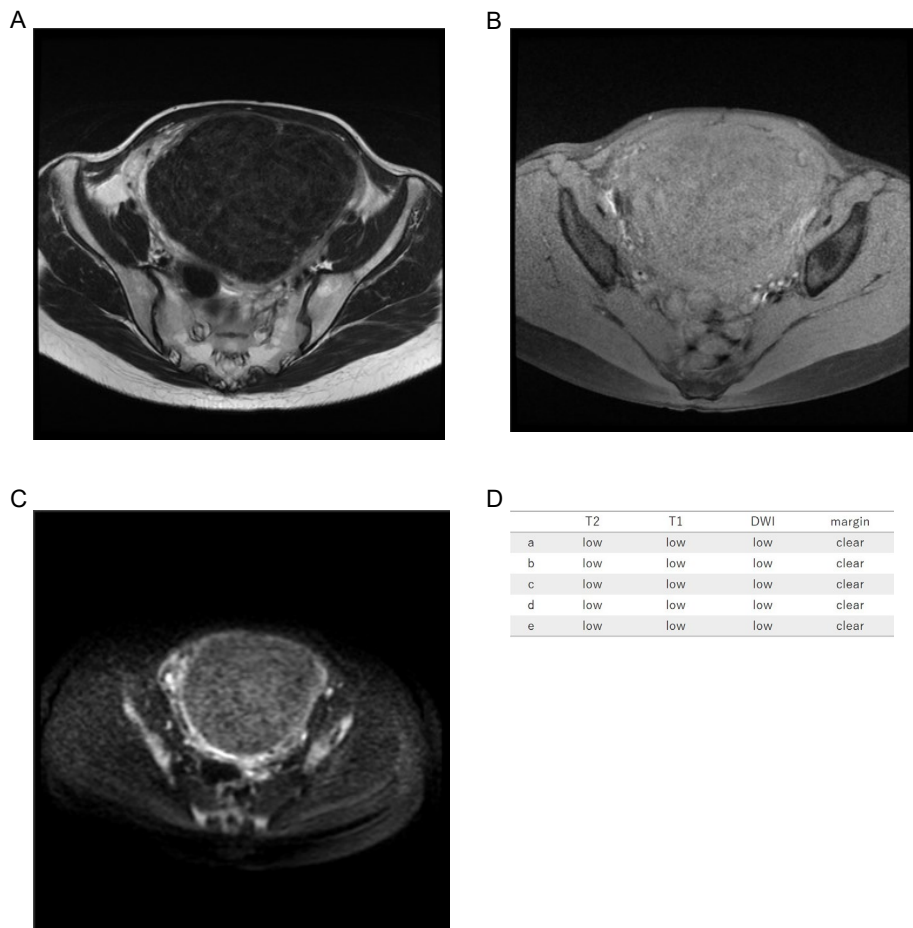 A
B
C
D
T2 T1 DWI margin
a low low low clear
b low low low clear
c low low low clear
d low low low clear
e low low low clear